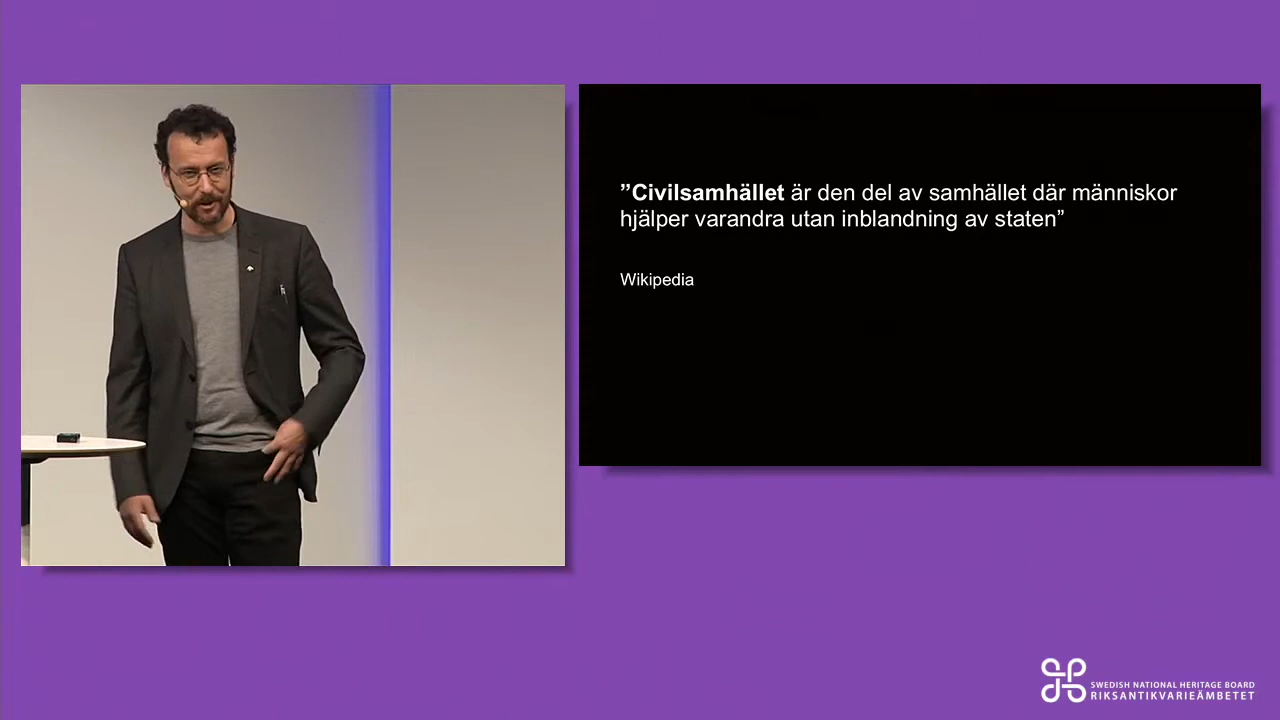 ”Civilsamhället är den del av samhället där människor
hjälper varandra utan inblandning av staten”
Wikipedia
SWEDISH NATIONAL HERITAGE BOARD
RIKSANTIKVARIEÄMBETET